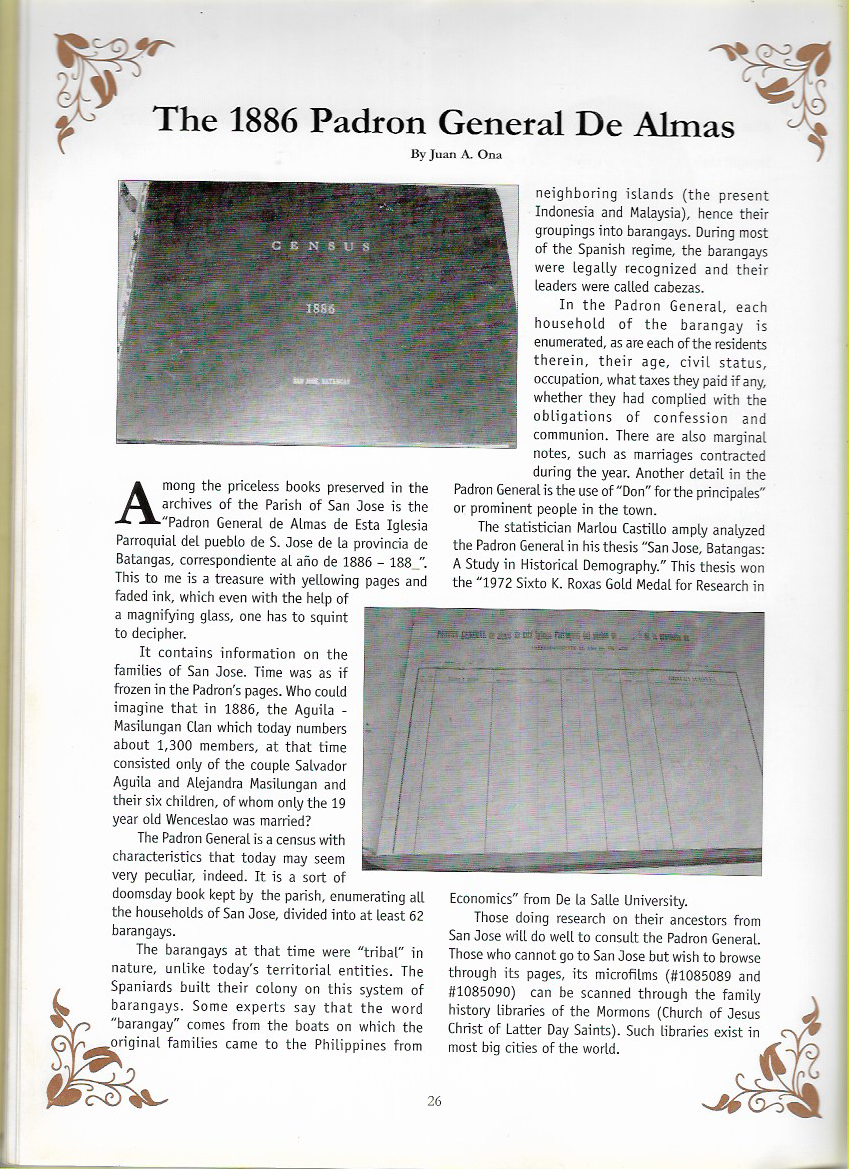 The 1886 Padron General De Almas
By Juan A. Ona
CENSUS
1886
SAN JOSE, BATANGAS
Among the priceless books preserved in the
archives of the Parish of San Jose is the
"Padron General de Almas de Esta Iglesia
Parroquial del pueblo de S. Jose de la provincia de
Batangas, correspondiente al año de 1886 – 188_".
This to me is a treasure with yellowing pages and
faded ink, which even with the help of
a magnifying glass, one has to squint
to decipher.
It contains information on the
families of San Jose. Time was as if
frozen in the Padron's pages. Who could
imagine that in 1886, the Aguila -
Masilungan Clan which today numbers
about 1,300 members, at that time
consisted only of the couple Salvador
Aguila and Alejandra Masilungan and
their six children, of whom only the 19
year old Wenceslao was married?
The Padron General is a census with
characteristics that today may seem
very peculiar, indeed. It is a sort of
doomsday book kept by the parish, enumerating all
the households of San Jose, divided into at least 62
barangays.
The barangays at that time were "tribal" in
nature, unlike today's territorial entities. The
Spaniards built their colony on this system of
barangays. Some experts say that the word
"barangay" comes from the boats on which the
original families came to the Philippines from
neighboring islands (the present
Indonesia and Malaysia), hence their
groupings into barangays. During most
of the Spanish regime, the barangays
were legally recognized and their
leaders were called cabezas.
In the Padron General, each
household of the barangay is
enumerated, as are each of the residents
therein, their age, civil status,
occupation, what taxes they paid if any,
whether they had complied with the
obligations of confession and
communion. There are also marginal
notes, such as marriages contracted
during the year. Another detail in the
Padron General is the use of "Don" for the principales"
or prominent people in the town.
The statistician Marlou Castillo amply analyzed
the Padron General in his thesis "San Jose, Batangas:
A Study in Historical Demography." This thesis won
the "1972 Sixto K. Roxas Gold Medal for Research in
PADRON GENERAL de Almas de esta Iglesia Parroquial del pueblo de
Economics" from De la Salle University.
Those doing research on their ancestors from
San Jose will do well to consult the Padron General.
Those who cannot go to San Jose but wish to browse
through its pages, its microfilms (#1085089 and
#1085090) can be scanned through the family
history libraries of the Mormons (Church of Jesus
Christ of Latter Day Saints). Such libraries exist in
most big cities of the world.
26